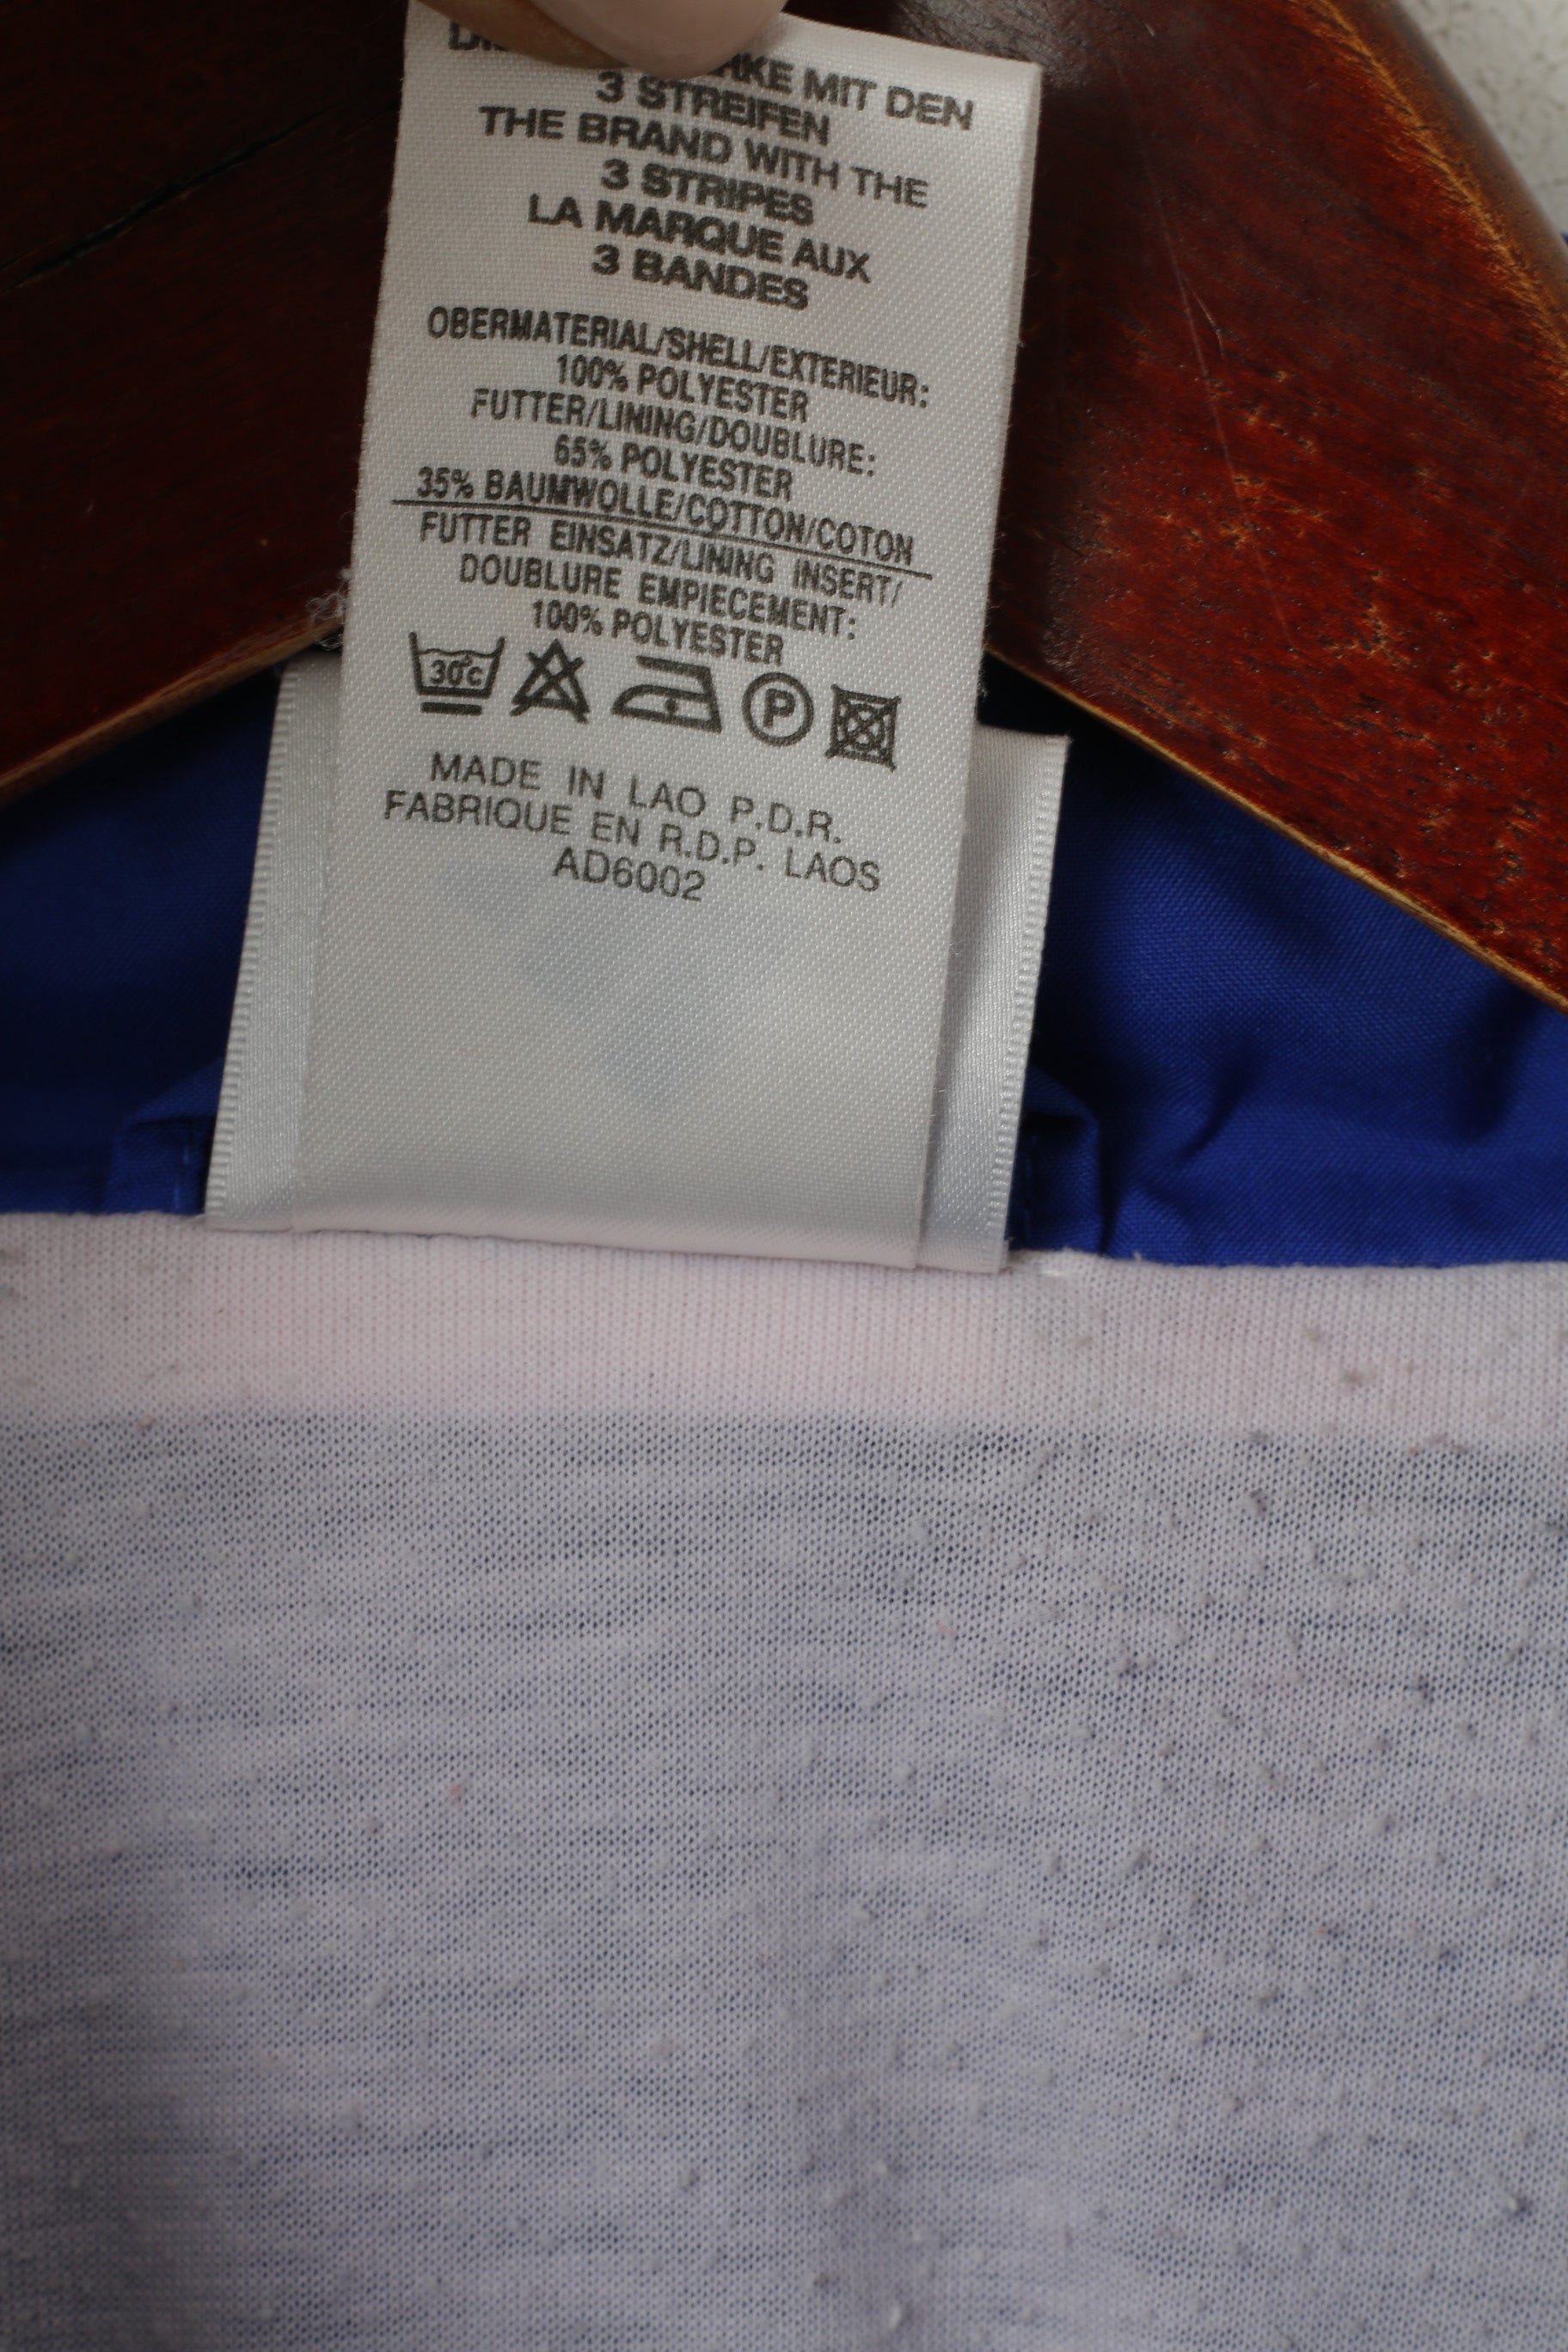 MIT DEN
3 STREIFEN
THE BRAND WITH THE
3 STRIPES
LA MARQUE AUX
3 BANDES
OBERMATERIAL/SHELL/EXTERIEUR:
100% POLYESTER
FUTTER/LINING/DOUBLURE:
65% POLYESTER
35% BAUMWOLLE/COTTON/COTON
FUTTER EINSATZ/LINING INSERT/
DOUBLURE EMPIECEMENT:
100% POLYESTER
30°c P
MADE IN LAO P.D.R.
FABRIQUE EN R.D.P. LAOS
AD6002